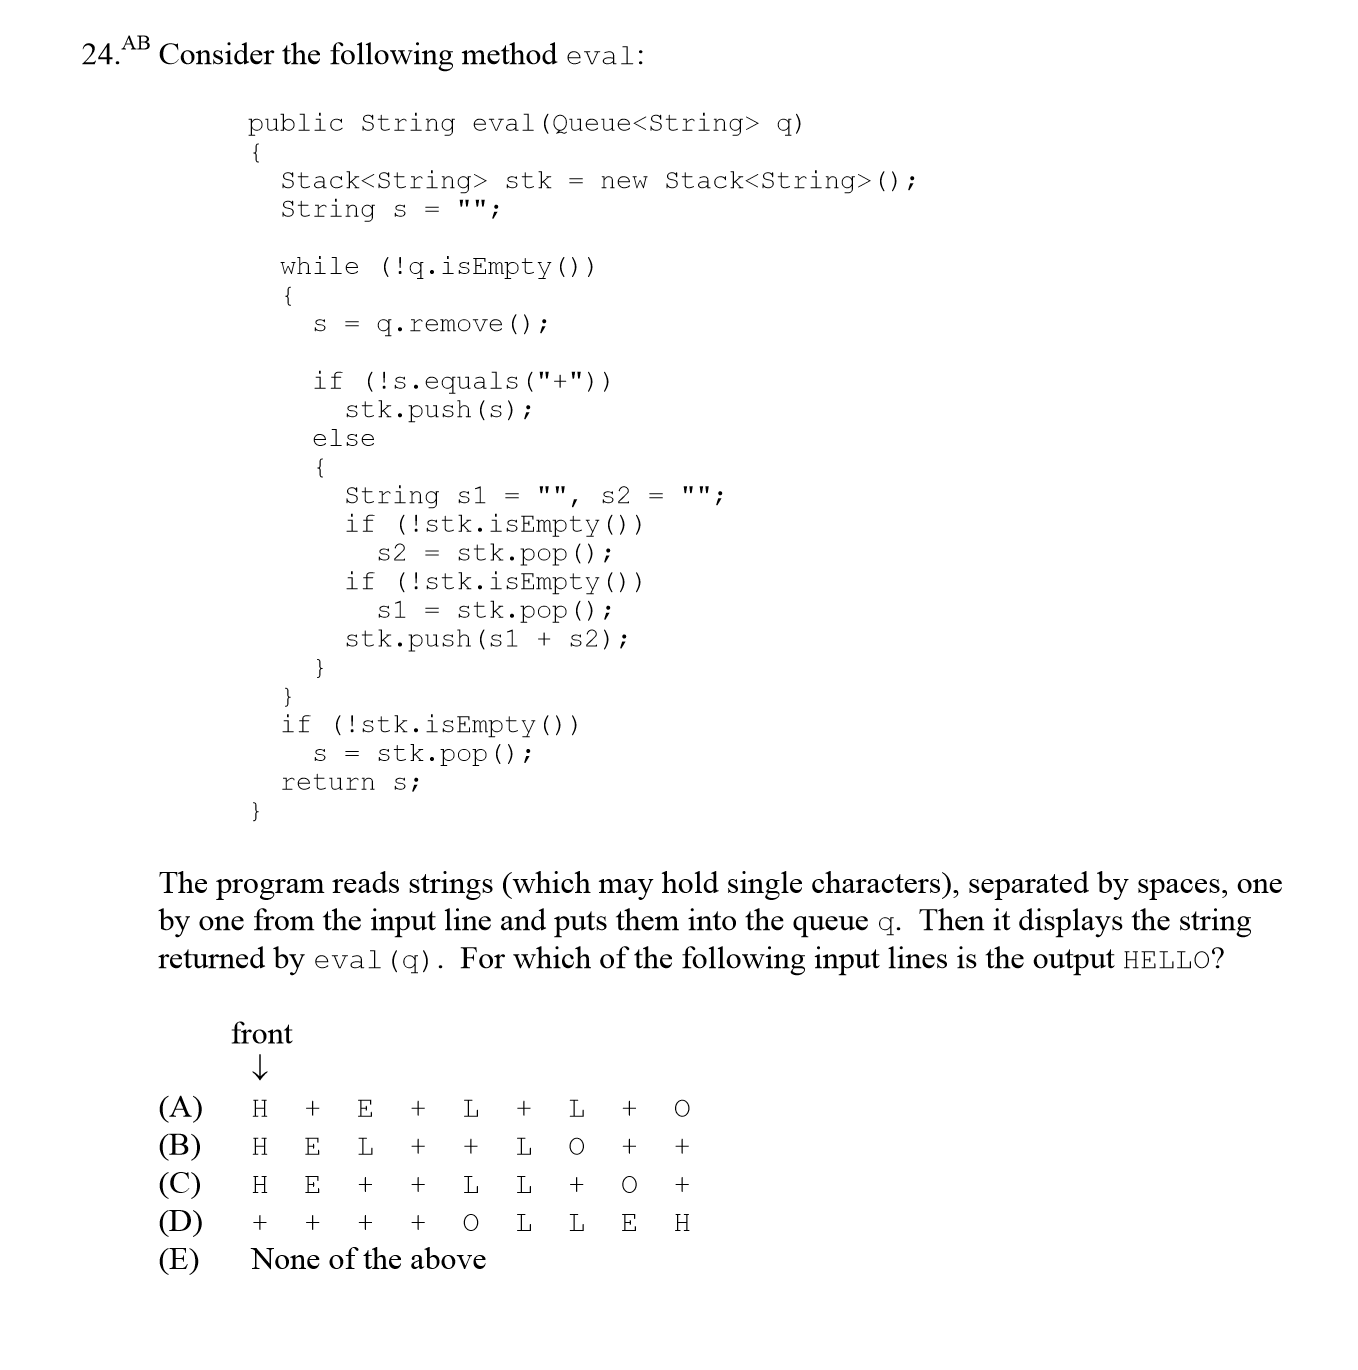 24.AB Consider the following method eval:
public String eval(Queue<String> q)
{
Stack<String> stk = new Stack<String>();
String s = "";
while (!q.isEmpty())
{
s = q.remove();
if (!s.equals("+"))
stk.push(s);
else
{
String s1 = "", s2 = "";
if (!stk.isEmpty())
s2 = stk.pop();
if (!stk.isEmpty())
s1 = stk.pop();
stk.push(s1 + s2);
}
}
if (!stk.isEmpty())
s = stk.pop();
return s;
}
The program reads strings (which may hold single characters), separated by spaces, one
by one from the input line and puts them into the queue q. Then it displays the string
returned by eval(q). For which of the following input lines is the output HELLO?
front
↓
(A) H + E + L + L + O
(B) H E L + + L O + +
(C) H E + + L L + O +
(D) + + + + O L L E H
(E) None of the above